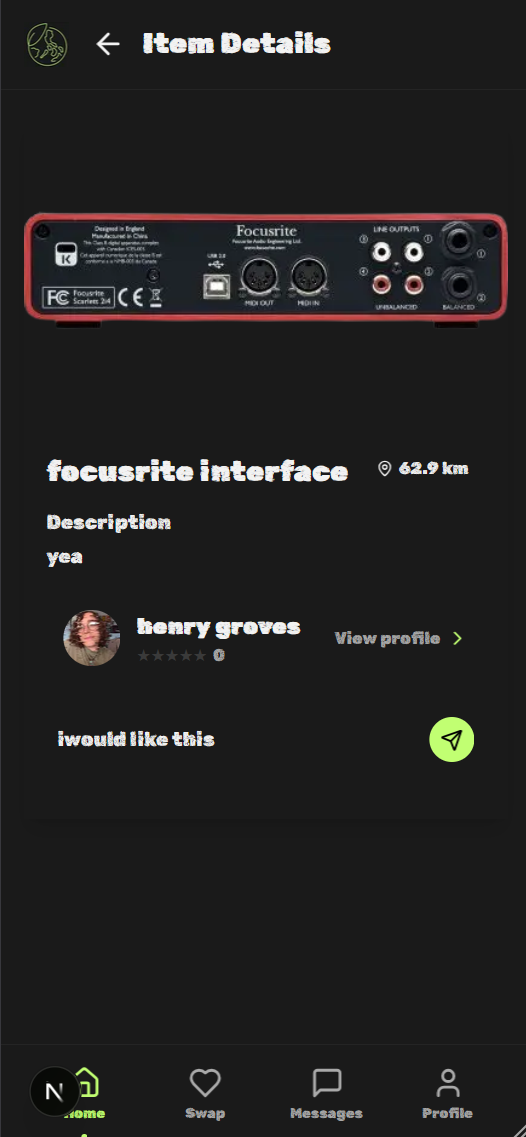 Item Details
Designed in England
Manufactured in China
This Class B digital apparatus complies
with Canadian ICES-003
Cet appareil numérique de la classe B est
conforme a la NMB-003 du Canada
K
FC Focusrite
Scarlett 2i4
CE
USB 2.0
Focusrite
Focusrite Audio Engineering Ltd.
www.focusrite.com
MIDI OUT
MIDI IN
LINE OUTPUTS
3
1
4
2
UNBALANCED
1
2
BALANCED
focusrite interface
62.9 km
Description
yea
henry groves
0
View profile
iwould like this
N
Home
Swap
Messages
Profile